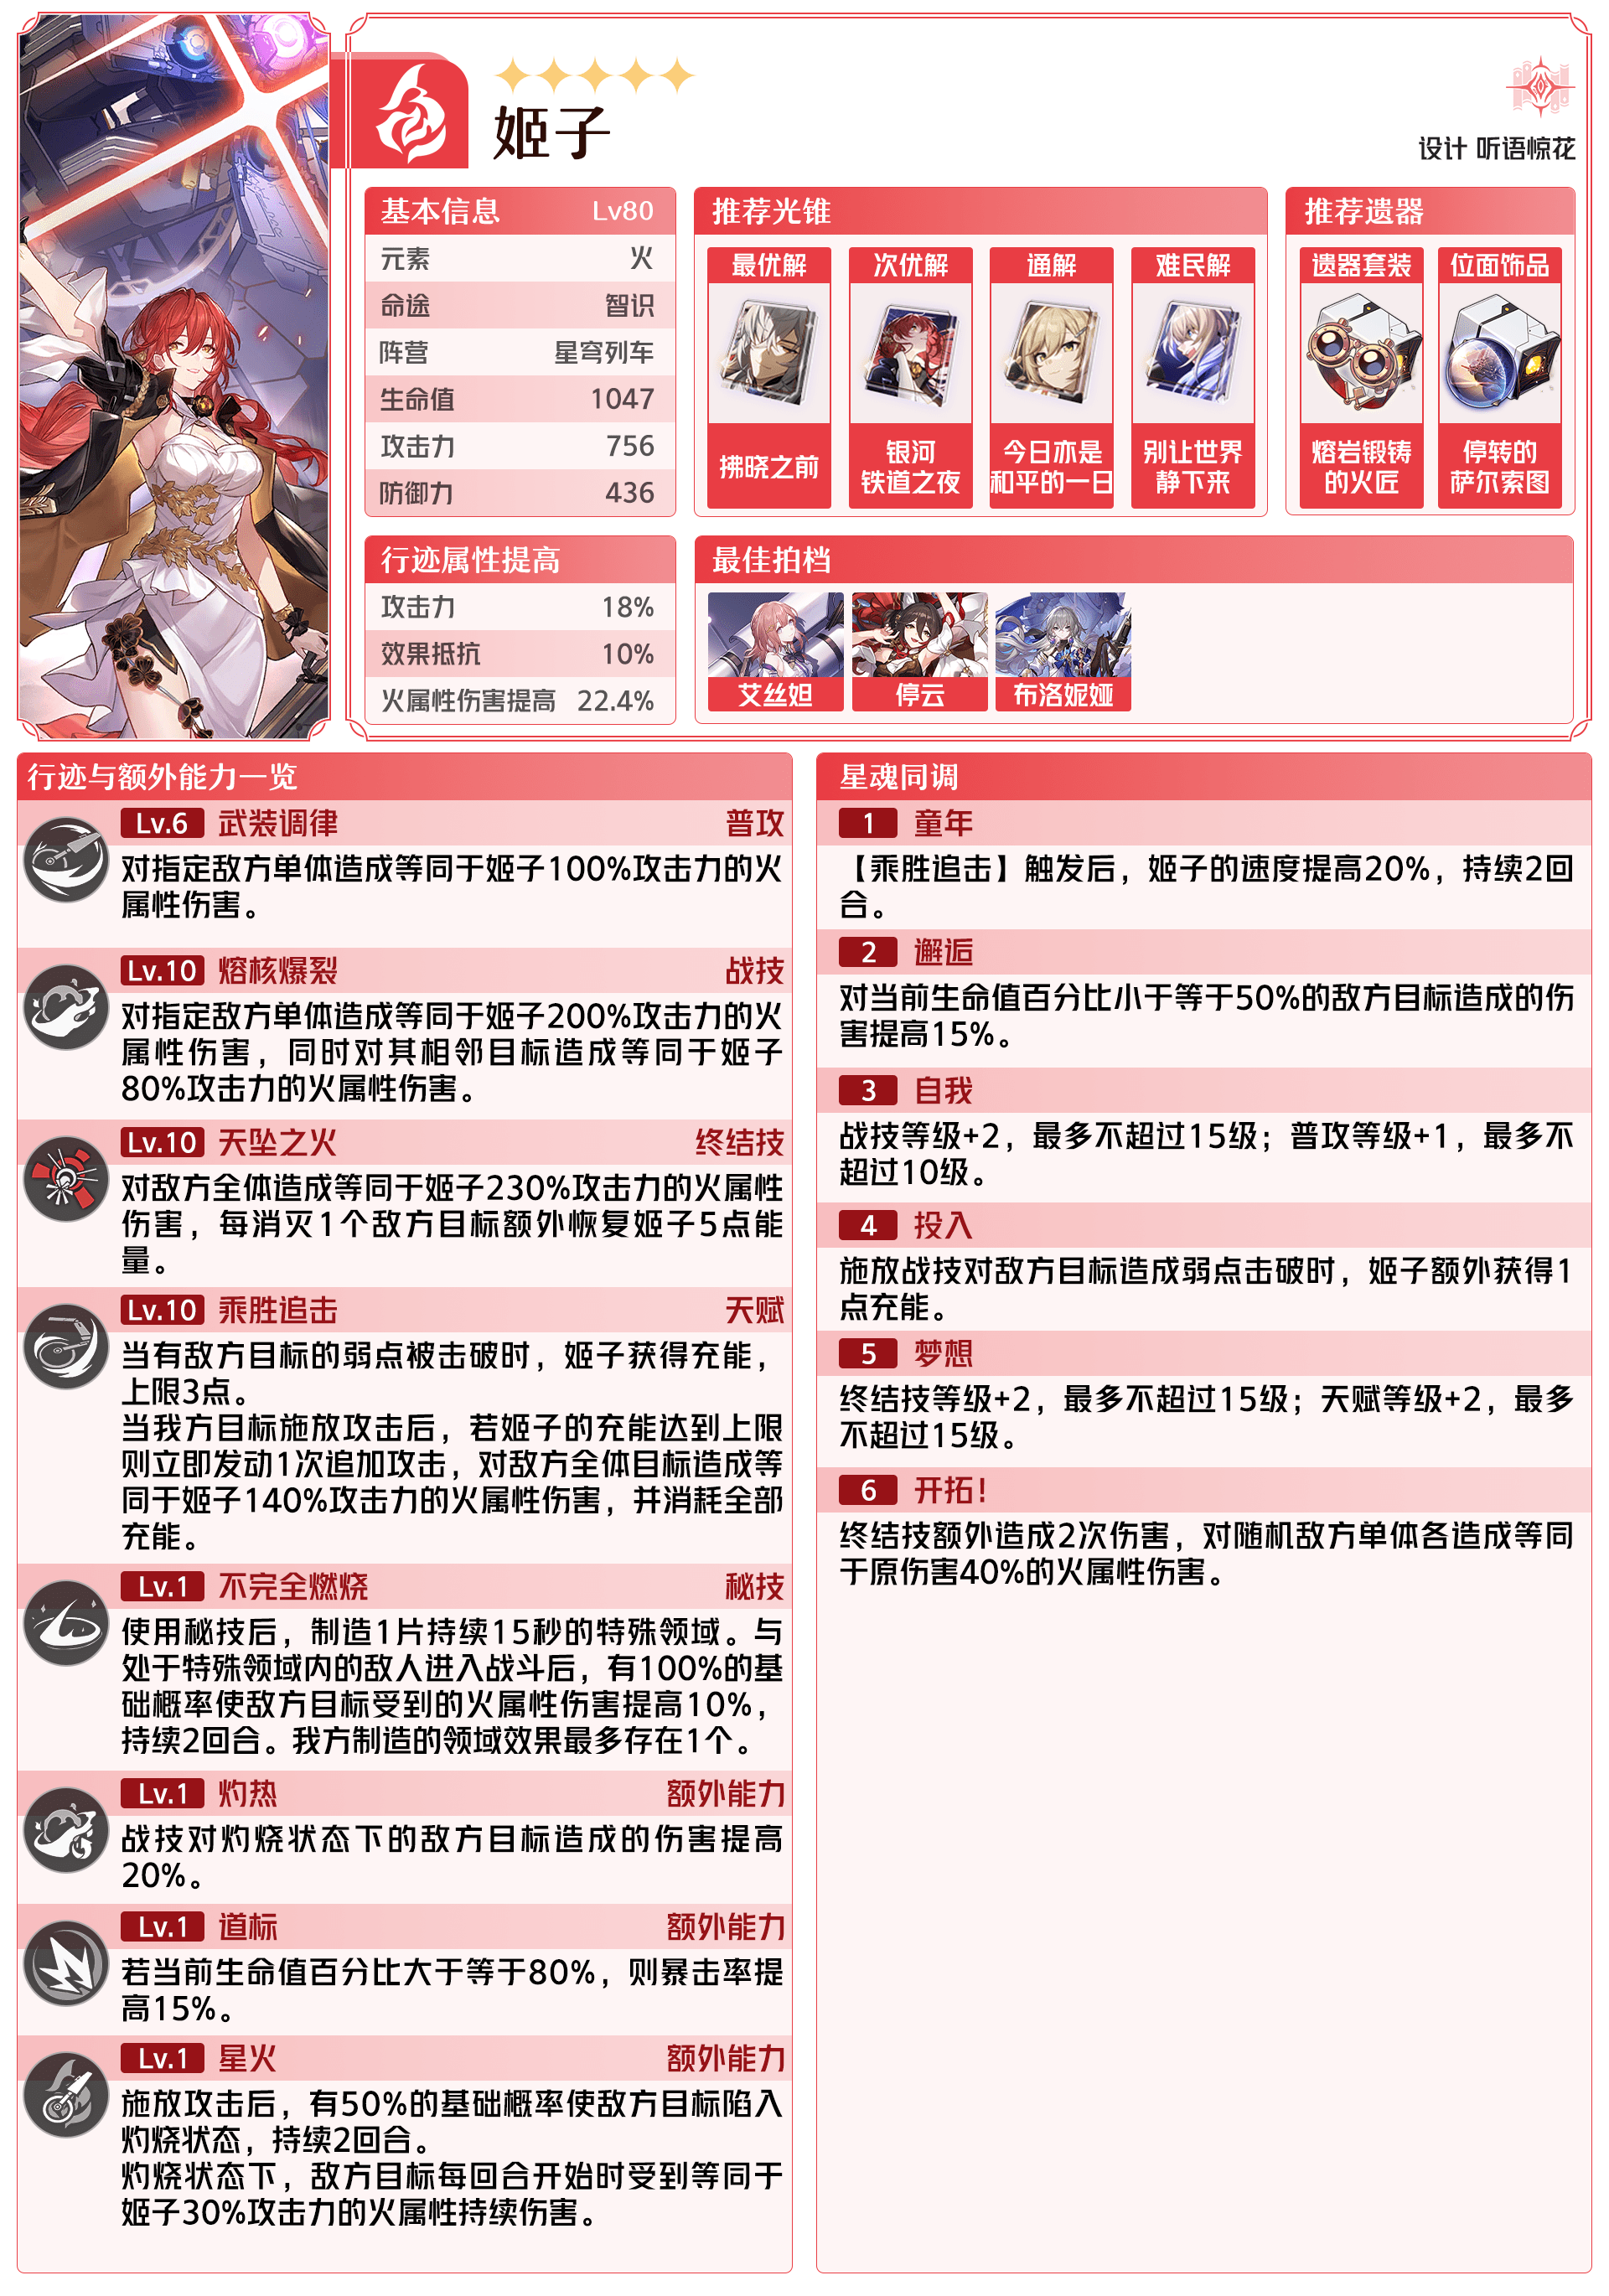 姬子
设计 听语惊花
基本信息 Lv80
元素 火
命途 智识
阵营 星穹列车
生命值 1047
攻击力 756
防御力 436
推荐光锥
最优解 次优解 通解 难民解
拂晓之前
银河
铁道之夜
今日亦是
和平的一日
别让世界
静下来
推荐遗器
遗器套装 位面饰品
熔岩锻铸
的火匠
停转的
萨尔索图
行迹属性提高
攻击力 18%
效果抵抗 10%
火属性伤害提高 22.4%
最佳拍档
艾丝妲 停云 布洛妮娅
行迹与额外能力一览
Lv.6 武装调律 普攻
对指定敌方单体造成等同于姬子100%攻击力的火
属性伤害。
Lv.10 熔核爆裂 战技
对指定敌方单体造成等同于姬子200%攻击力的火
属性伤害，同时对其相邻目标造成等同于姬子
80%攻击力的火属性伤害。
Lv.10 天坠之火 终结技
对敌方全体造成等同于姬子230%攻击力的火属性
伤害，每消灭1个敌方目标额外恢复姬子5点能
量。
Lv.10 乘胜追击 天赋
当有敌方目标的弱点被击破时，姬子获得充能，
上限3点。
当我方目标施放攻击后，若姬子的充能达到上限
则立即发动1次追加攻击，对敌方全体目标造成等
同于姬子140%攻击力的火属性伤害，并消耗全部
充能。
Lv.1 不完全燃烧 秘技
使用秘技后，制造1片持续15秒的特殊领域。与
处于特殊领域内的敌人进入战斗后，有100%的基
础概率使敌方目标受到的火属性伤害提高10%，
持续2回合。我方制造的领域效果最多存在1个。
Lv.1 灼热 额外能力
战技对灼烧状态下的敌方目标造成的伤害提高
20%。
Lv.1 道标 额外能力
若当前生命值百分比大于等于80%，则暴击率提
高15%。
Lv.1 星火 额外能力
施放攻击后，有50%的基础概率使敌方目标陷入
灼烧状态，持续2回合。
灼烧状态下，敌方目标每回合开始时受到等同于
姬子30%攻击力的火属性持续伤害。
星魂同调
1 童年
【乘胜追击】触发后，姬子的速度提高20%，持续2回
合。
2 邂逅
对当前生命值百分比小于等于50%的敌方目标造成的伤
害提高15%。
3 自我
战技等级+2，最多不超过15级；普攻等级+1，最多不
超过10级。
4 投入
施放战技对敌方目标造成弱点击破时，姬子额外获得1
点充能。
5 梦想
终结技等级+2，最多不超过15级；天赋等级+2，最多
不超过15级。
6 开拓！
终结技额外造成2次伤害，对随机敌方单体各造成等同
于原伤害40%的火属性伤害。